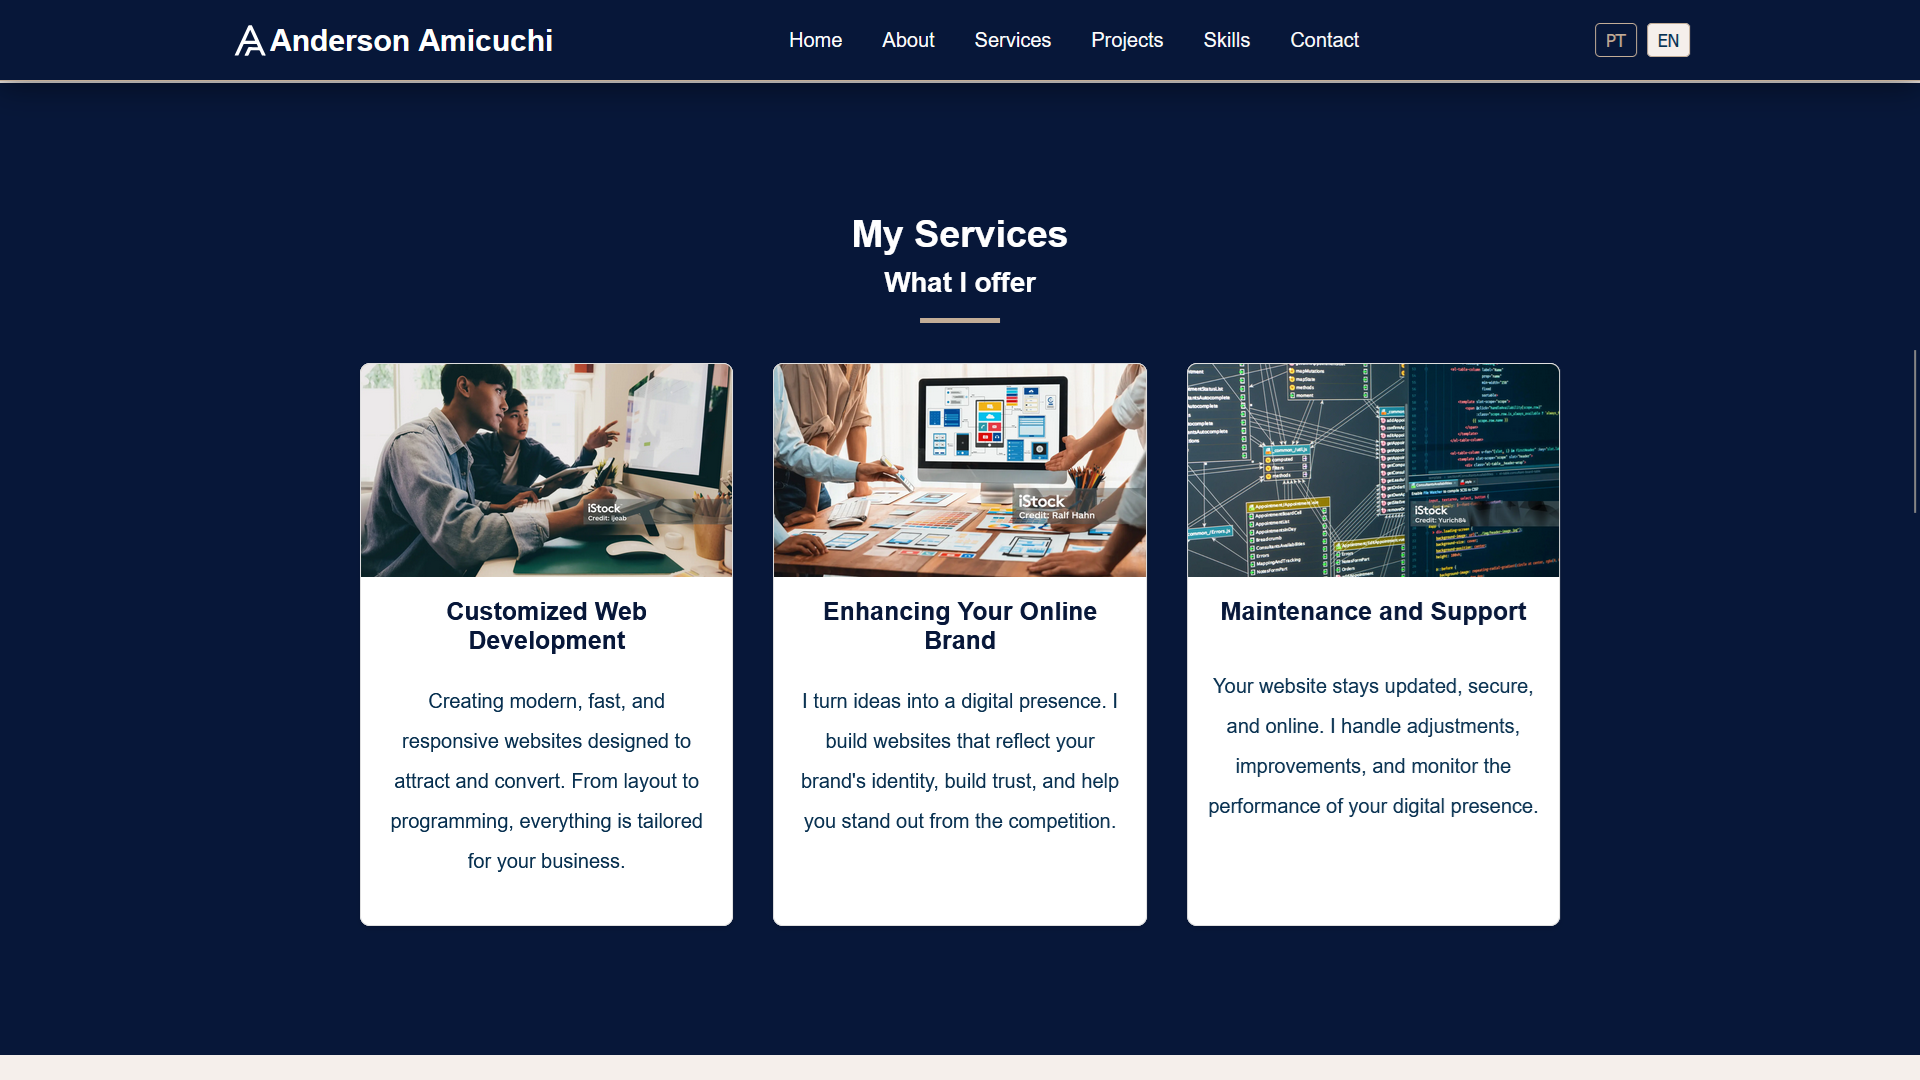 Anderson Amicuchi
Home
About
Services
Projects
Skills
Contact
PT
EN
My Services
What I offer
iStock
Credit: ijeab
iStock
Credit: Ralf Hahn
iStock
Credit: Yurich84
Customized Web
Development
Creating modern, fast, and
responsive websites designed to
attract and convert. From layout to
programming, everything is tailored
for your business.
Enhancing Your Online
Brand
I turn ideas into a digital presence. I
build websites that reflect your
brand's identity, build trust, and help
you stand out from the competition.
Maintenance and Support
Your website stays updated, secure,
and online. I handle adjustments,
improvements, and monitor the
performance of your digital presence.